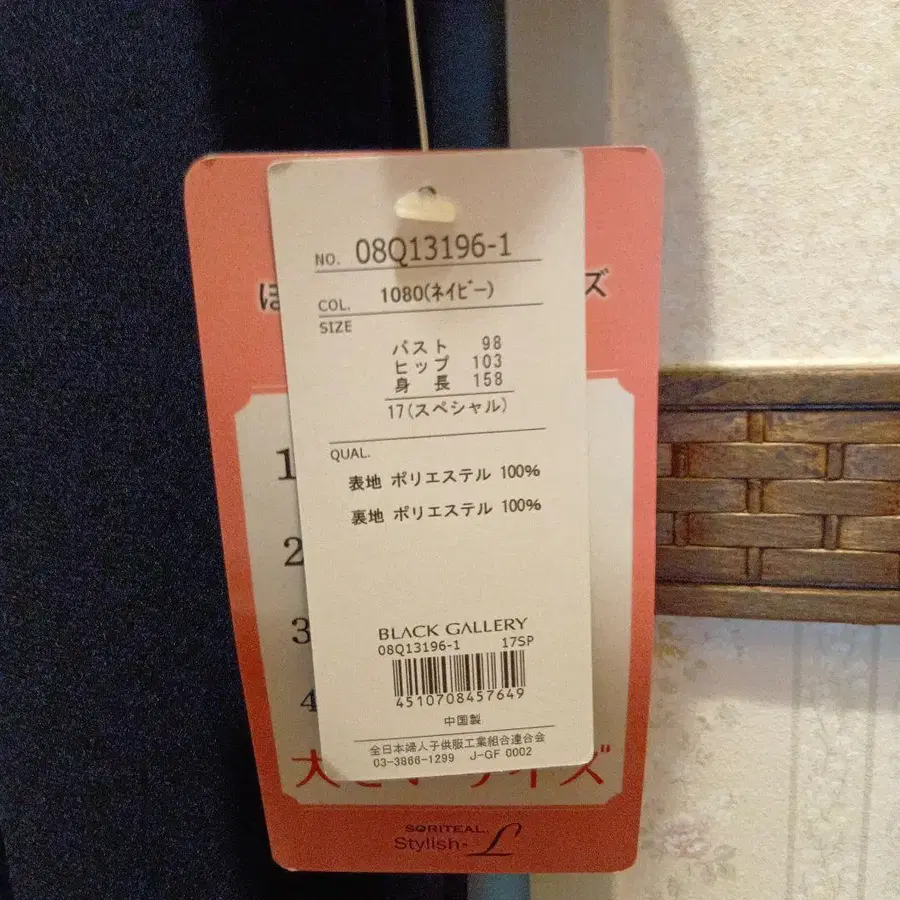 NO. 08Q13196-1
ほ ズ
COL. 1080(ネイビー)
SIZE
バスト 98
ヒップ 103
身 長 158
17(スペシャル)
QUAL.
1
表地 ポリエステル 100%
裏地 ポリエステル 100%
2
3
BLACK GALLERY
08Q13196-1 17SP
4510708457649
4
中国製
全日本婦人子供服工業組合連合会
03-3866-1299 J-GF 0002
大きいサイズ
SORITEAL.
Stylish-L